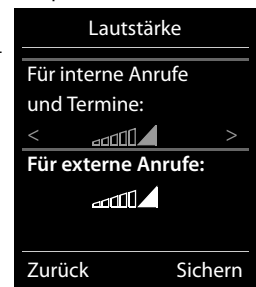 Lautstärke
Für interne Anrufe
und Termine:
< >
Für externe Anrufe:
Zurück Sichern